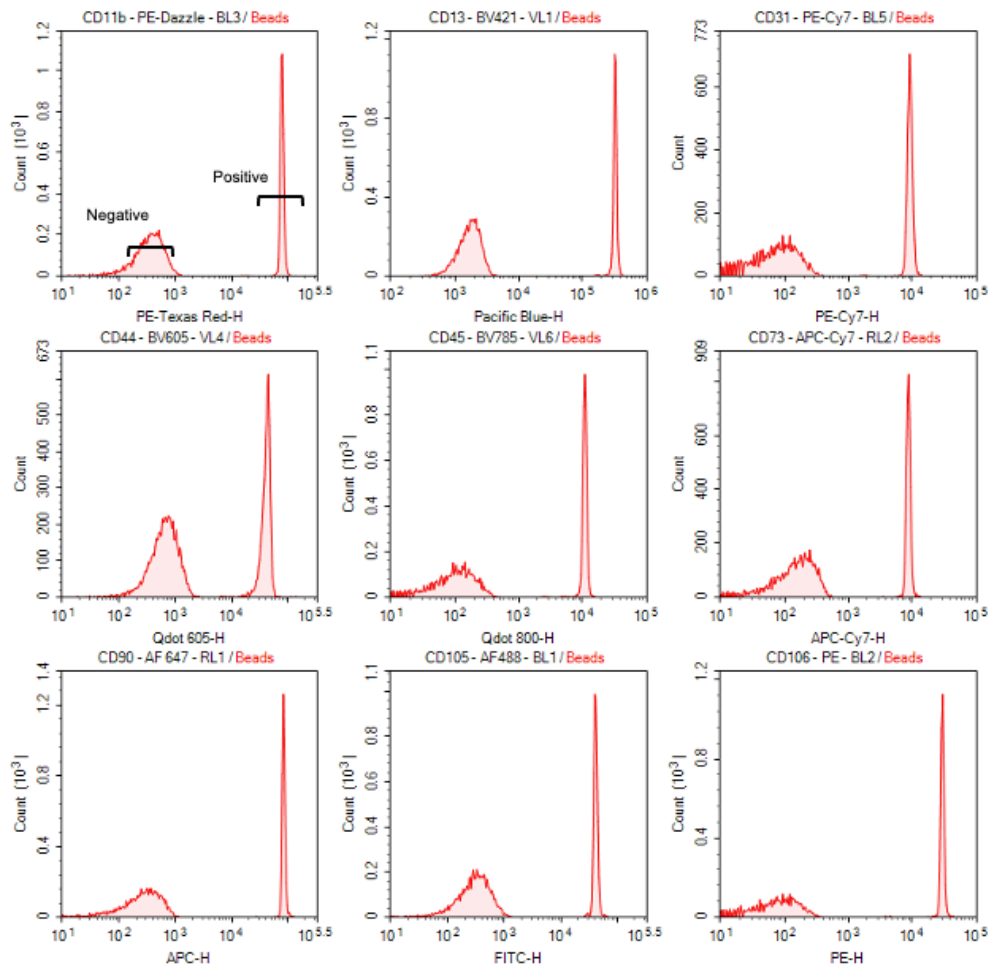 CD11b - PE-Dazzle - BL3 / Beads
Count [10³]
1.2
1
0.8
0.6
0.4
0.2
0
Positive
Negative
10¹ 10² 10³ 10⁴ 10⁵·⁵
PE-Texas Red-H
CD13 - BV421 - VL1 / Beads
Count [10³]
1.2
0.8
0.4
0
10¹ 10² 10³ 10⁴ 10⁵ 10⁶
Pacific Blue-H
CD31 - PE-Cy7 - BL5 / Beads
Count
773
600
400
200
0
10¹ 10² 10³ 10⁴ 10⁵
PE-Cy7-H
CD44 - BV605 - VL4 / Beads
Count
673
500
400
300
200
100
0
10¹ 10² 10³ 10⁴ 10⁵·⁵
Qdot 605-H
CD45 - BV785 - VL6 / Beads
Count [10³]
1.1
0.8
0.6
0.4
0.2
0
10¹ 10² 10³ 10⁴ 10⁵
Qdot 800-H
CD73 - APC-Cy7 - RL2 / Beads
Count
909
600
400
200
0
10¹ 10² 10³ 10⁴ 10⁵
APC-Cy7-H
CD90 - AF 647 - RL1 / Beads
Count [10³]
1.4
1.2
0.8
0.4
0
10¹ 10² 10³ 10⁴ 10⁵·⁵
APC-H
CD105 - AF488 - BL1 / Beads
Count [10³]
1.1
0.8
0.6
0.4
0.2
0
10¹ 10² 10³ 10⁴ 10⁵·⁵
FITC-H
CD106 - PE - BL2 / Beads
Count [10³]
1.2
0.8
0.4
0
10¹ 10² 10³ 10⁴ 10⁵
PE-H